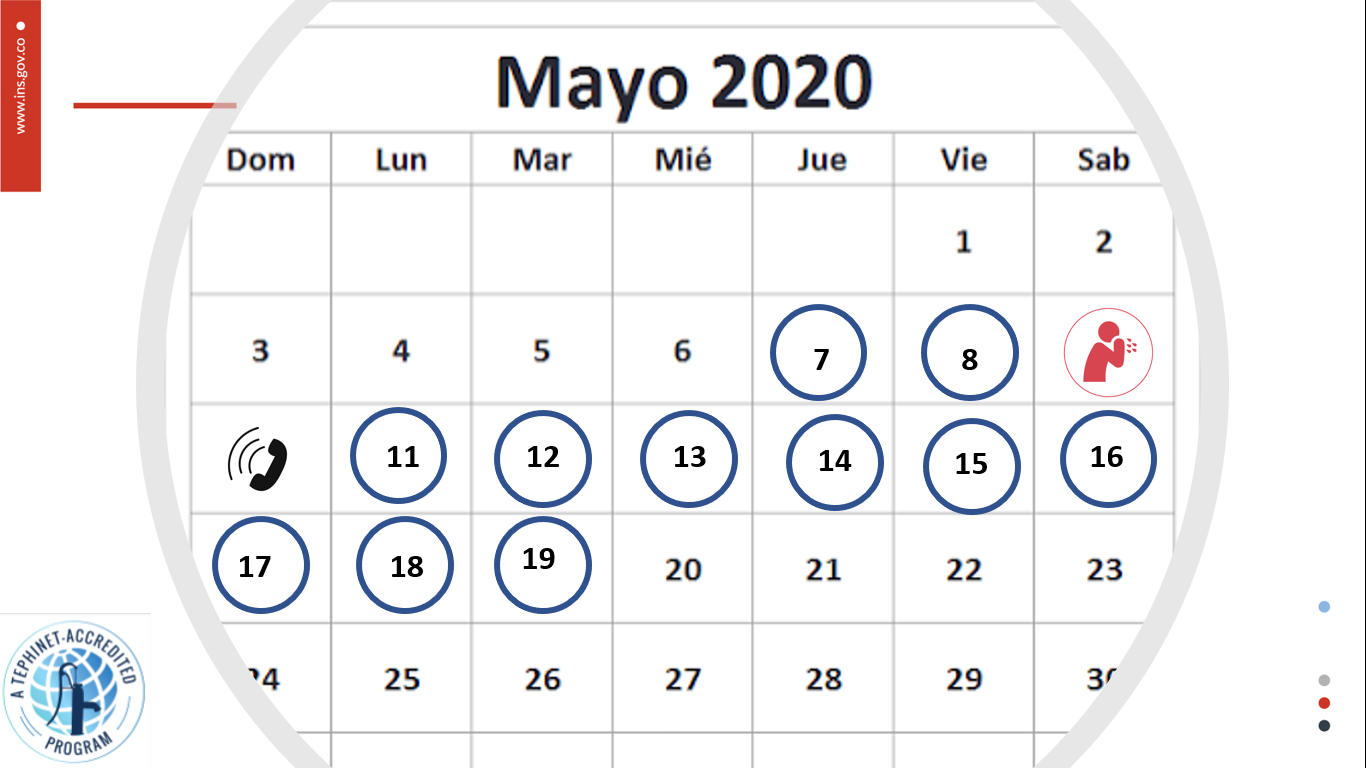 www.ins.gov.co
Mayo 2020
Dom Lun Mar Mié Jue Vie Sab
1 2
3 4 5 6 7 8
11 12 13 14 15 16
17 18 19 20 21 22 23
24 25 26 27 28 29 30
A TEPHINET-ACCREDITED
PROGRAM